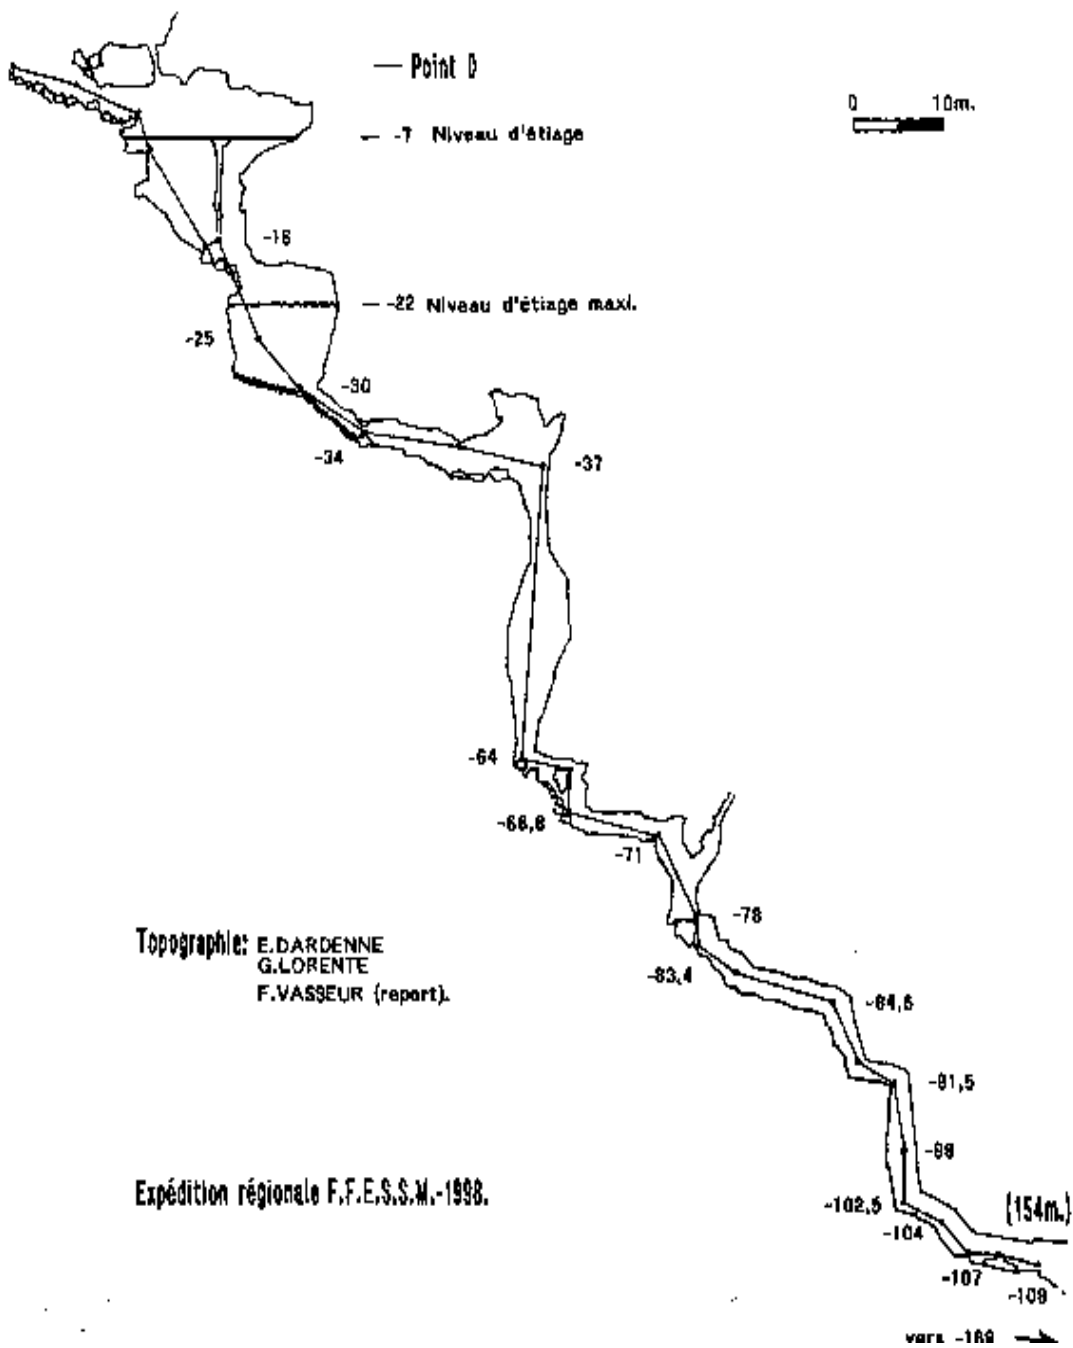 Point 0
0 10m.
-7 Niveau d'étiage
-16
-22 Niveau d'étiage maxi.
-25
-30
-34
-37
-64
-66,8
-71
-78
Topographie: E.DARDENNE
G.LORENTE
F.VASSEUR (report).
-83,4
-84,6
-91,5
-99
Expédition régionale F.F.E.S.S.M.-1998.
-102,5
(154m.)
-104
-107
-109
vers -169